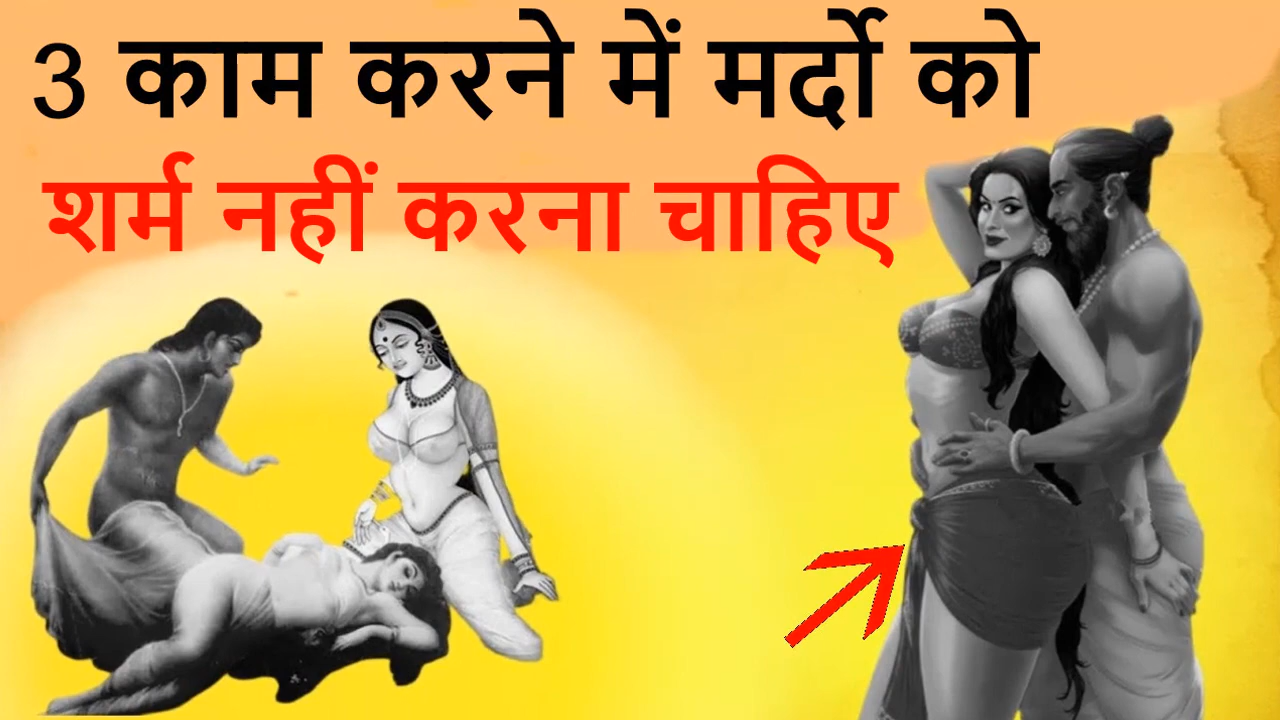 3 काम करने में मर्दो को
शर्म नहीं करना चाहिए